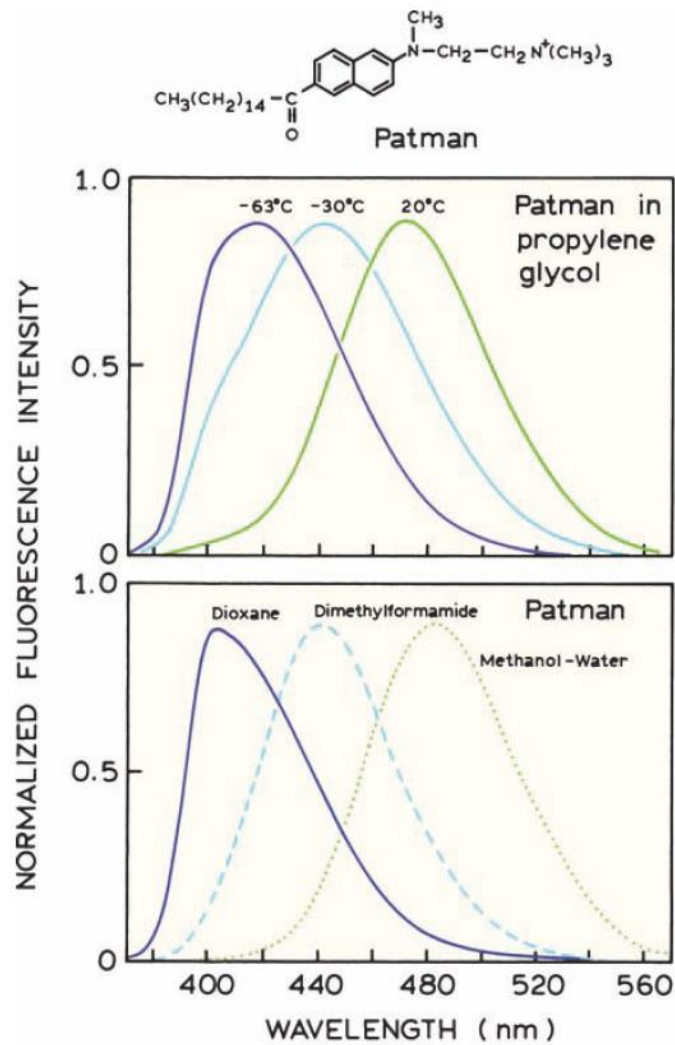 CH₃
N—CH₂—CH₂ N⁺(CH₃)₃
CH₃(CH₂)₁₄—C
O
Patman
1.0
-63°C -30°C 20°C
Patman in
propylene
glycol
0.5
0
1.0
Dioxane Dimethylformamide Patman
Methanol-Water
0.5
0
400 440 480 520 560
WAVELENGTH (nm)
NORMALIZED FLUORESCENCE INTENSITY